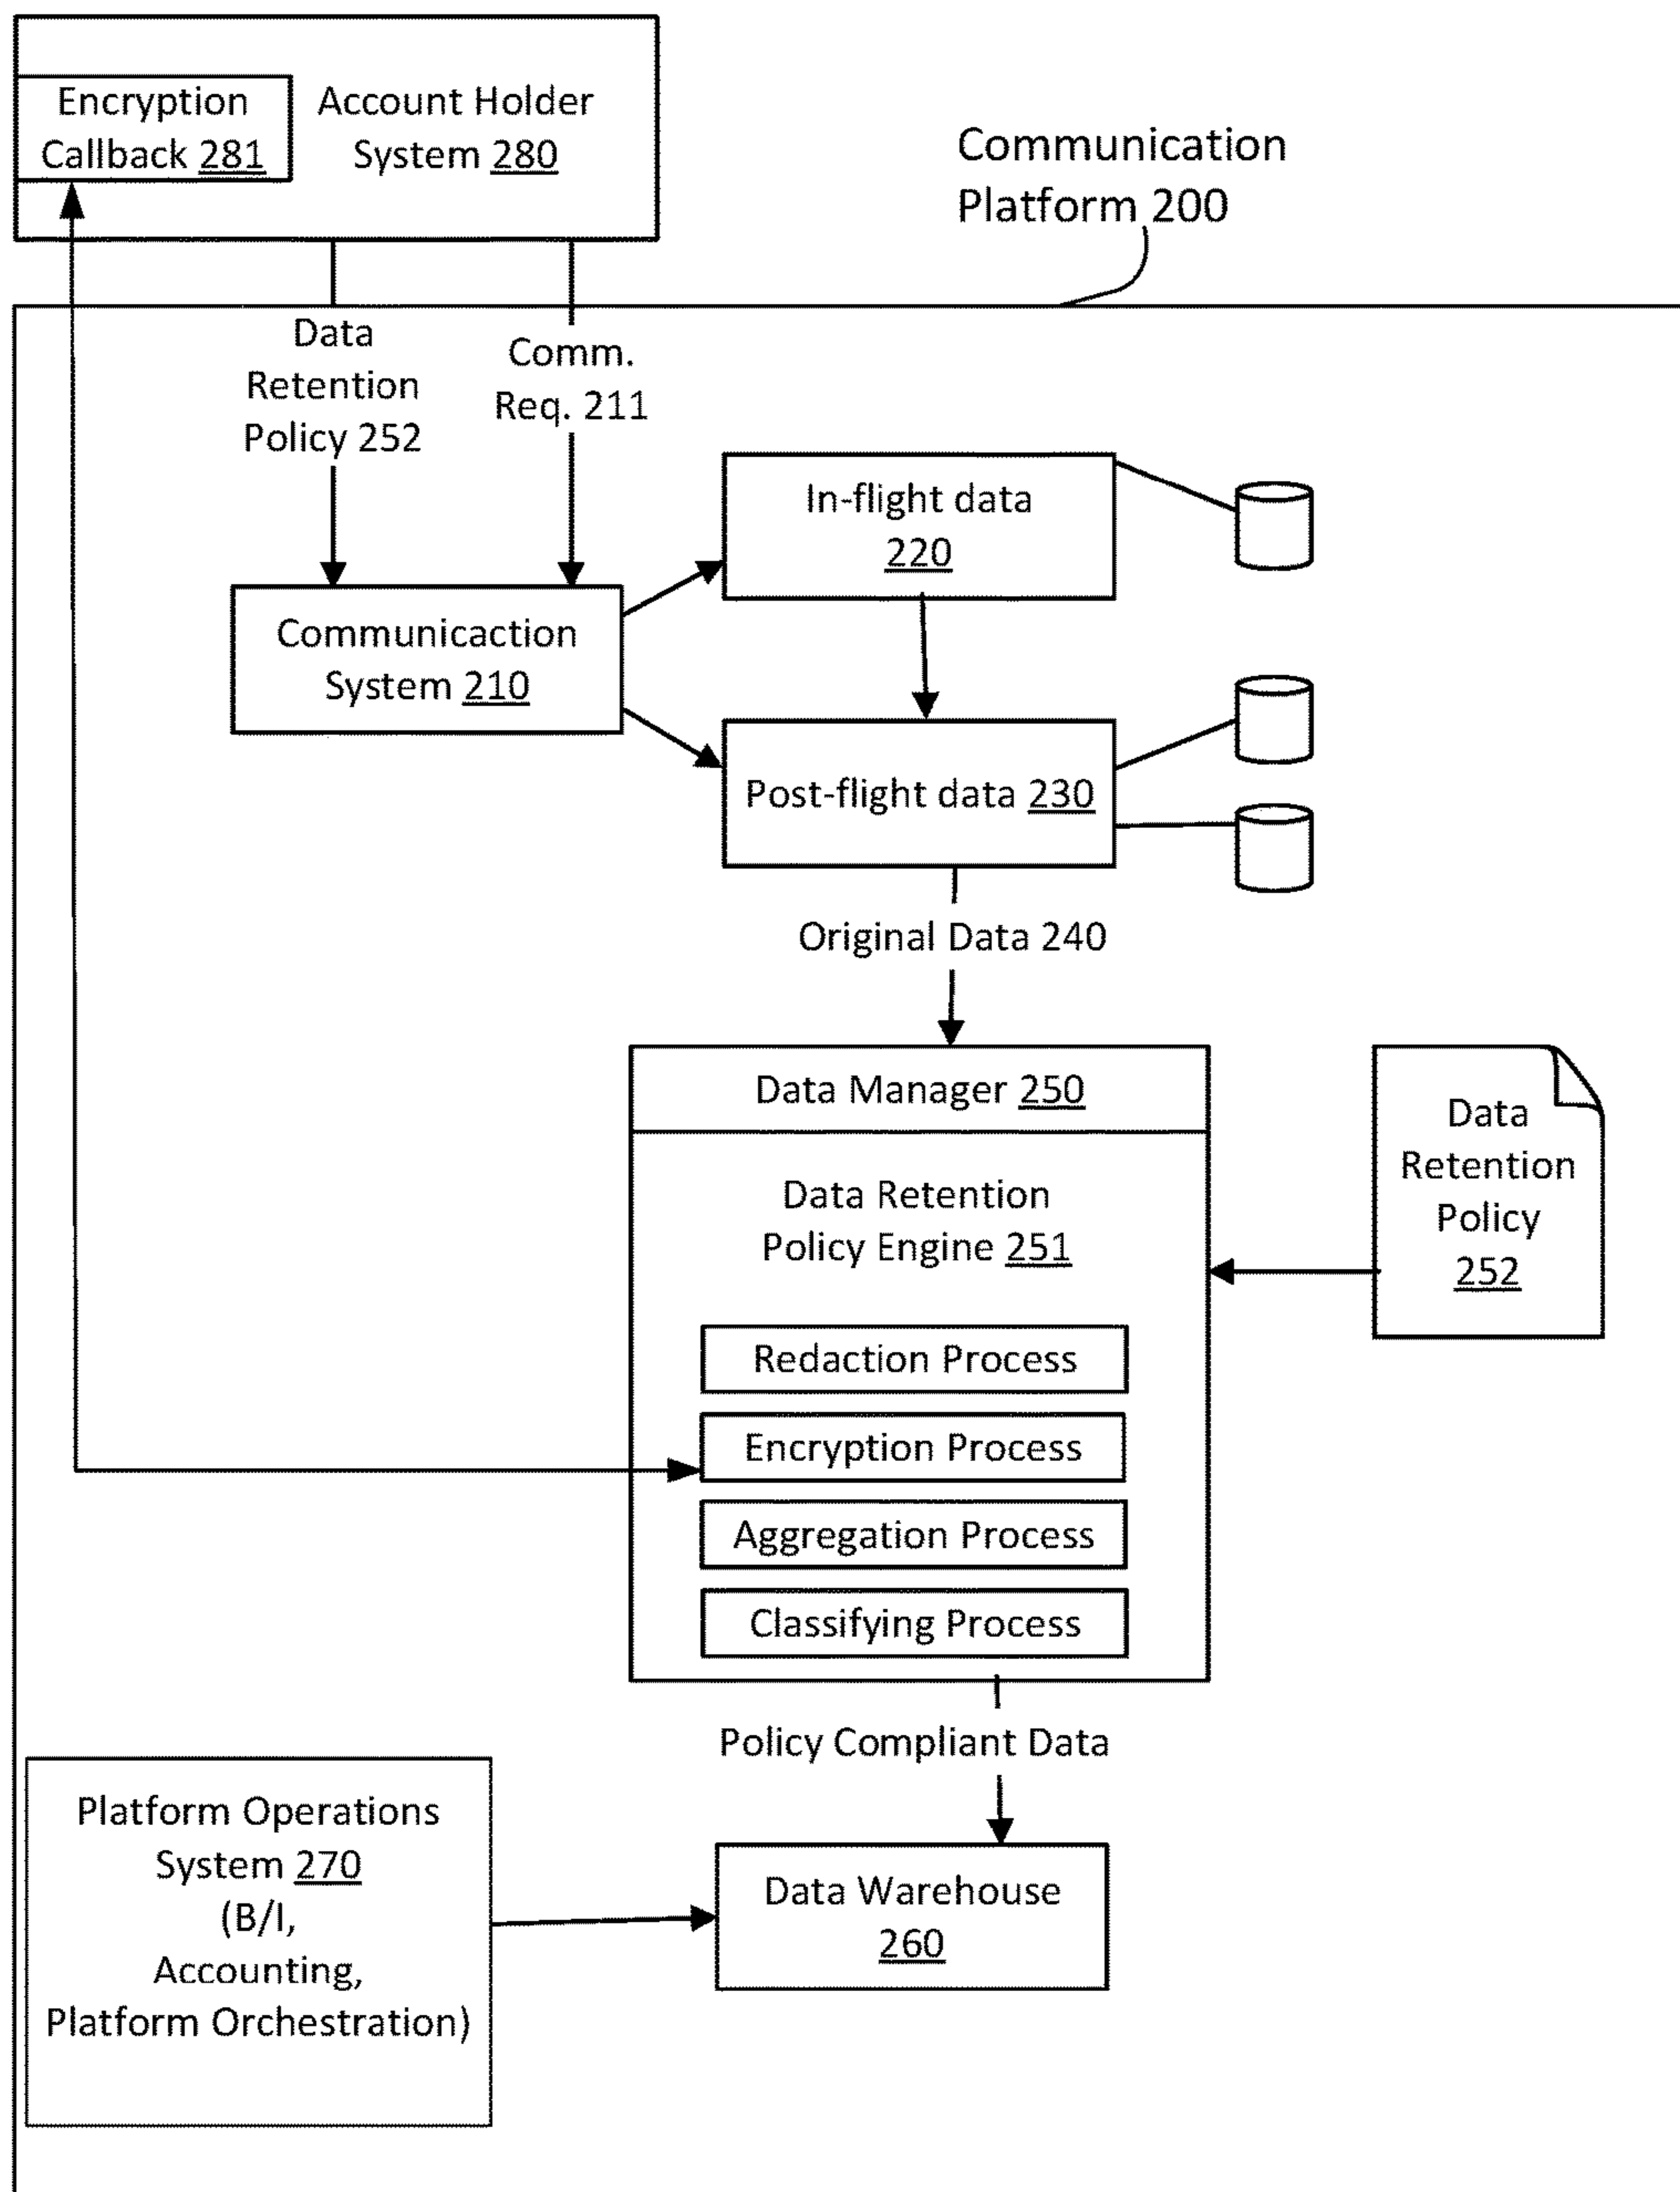 Encryption
Callback 281
Account Holder
System 280
Communication
Platform 200
Data
Retention
Policy 252
Comm.
Req. 211
In-flight data
220
Communicaction
System 210
Post-flight data 230
Original Data 240
Data Manager 250
Data Retention
Policy Engine 251
Data
Retention
Policy
252
Redaction Process
Encryption Process
Aggregation Process
Classifying Process
Policy Compliant Data
Platform Operations
System 270
(B/I,
Accounting,
Platform Orchestration)
Data Warehouse
260